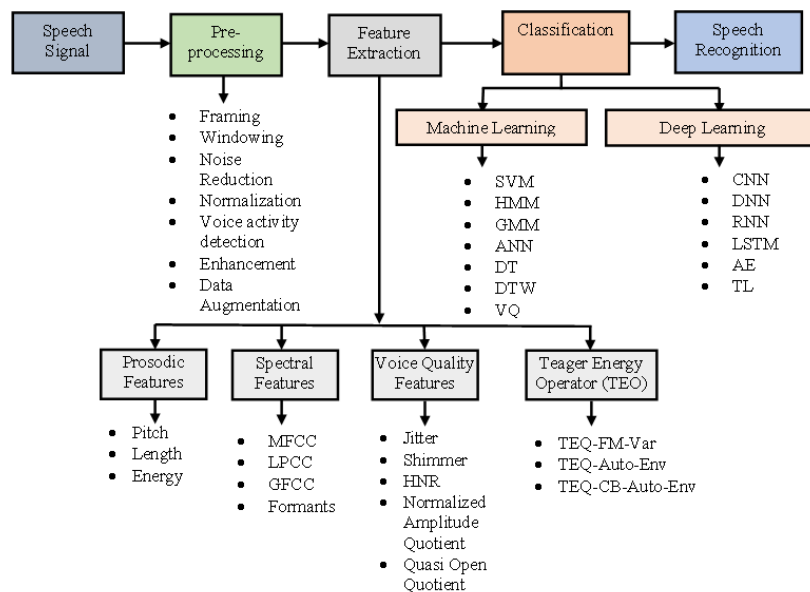 Speech
Signal
Pre-
processing
Feature
Extraction
Classification
Speech
Recognition
• Framing
• Windowing
• Noise
Reduction
• Normalization
• Voice activity
detection
• Enhancement
• Data
Augmentation
Machine Learning
• SVM
• HMM
• GMM
• ANN
• DT
• DTW
• VQ
Deep Learning
• CNN
• DNN
• RNN
• LSTM
• AE
• TL
Prosodic
Features
• Pitch
• Length
• Energy
Spectral
Features
• MFCC
• LPCC
• GFCC
• Formants
Voice Quality
Features
• Jitter
• Shimmer
• HNR
• Normalized
Amplitude
Quotient
• Quasi Open
Quotient
Teager Energy
Operator (TEO)
• TEQ-FM-Var
• TEQ-Auto-Env
• TEQ-CB-Auto-Env